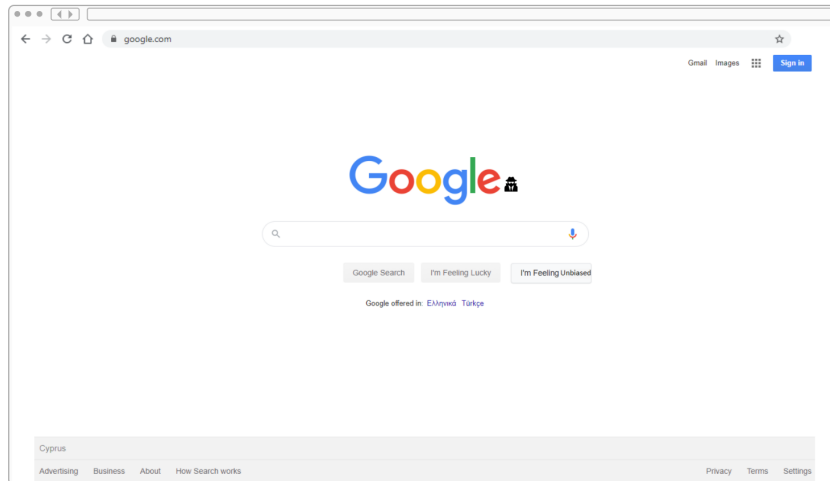 google.com
Gmail Images Sign in
Google
Google Search I'm Feeling Lucky I'm Feeling Unbiased
Google offered in: Ελληνικά Türkçe
Cyprus
Advertising Business About How Search works Privacy Terms Settings